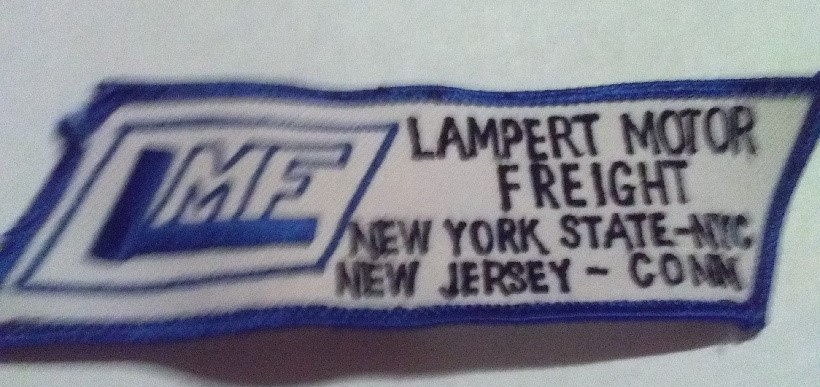 LMF
LAMPERT MOTOR
FREIGHT
NEW YORK STATE-NYC
NEW JERSEY - CONN